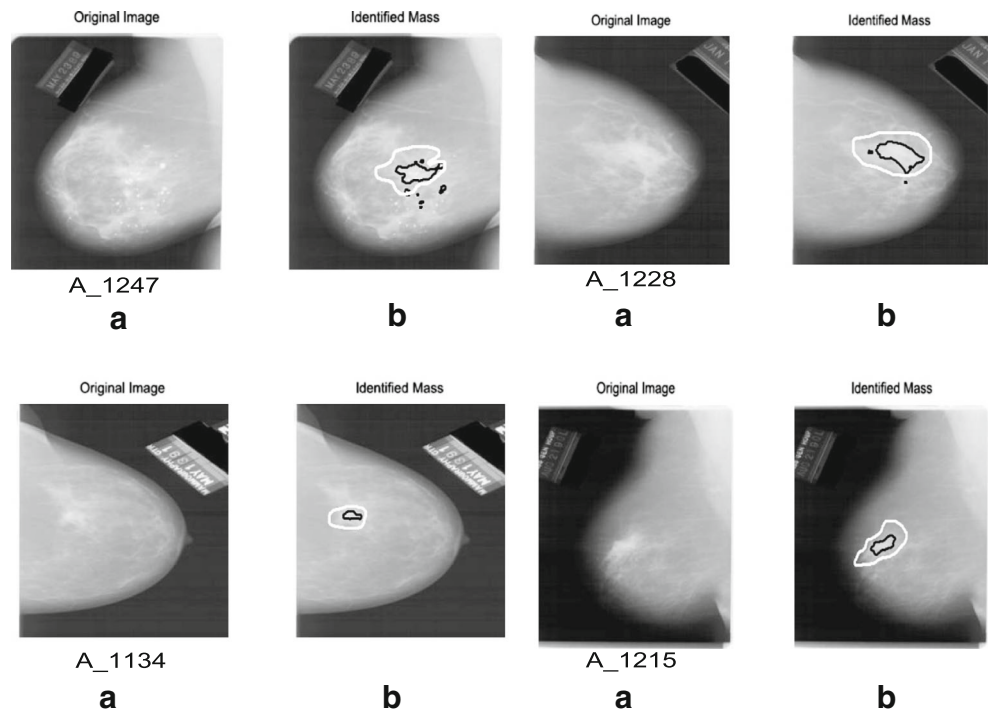 Original Image
Identified Mass
Original Image
Identified Mass
A_1247
A_1228
a
b
a
b
Original Image
Identified Mass
Original Image
Identified Mass
A_1134
A_1215
a
b
a
b